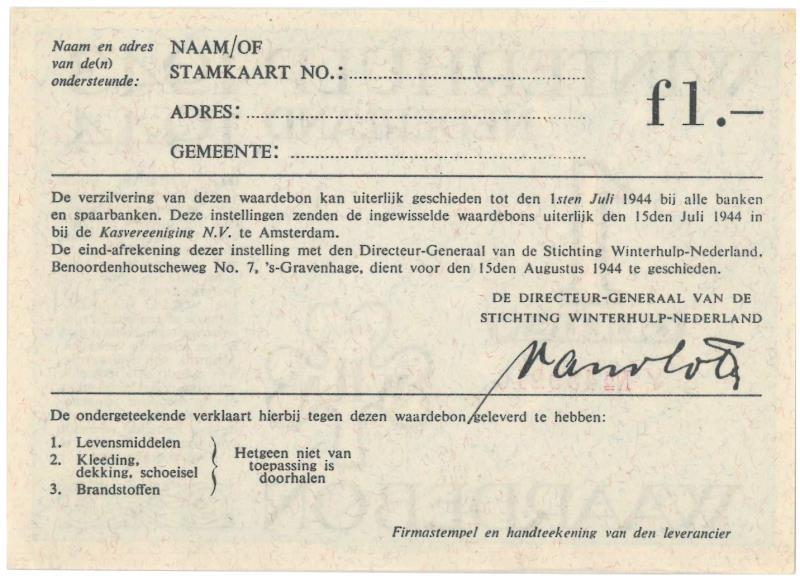 Naam en adres van de(n) ondersteunde:
NAAM/OF
STAMKAART NO.:
ADRES:
GEMEENTE:
f1.—
De verzilvering van dezen waardebon kan uiterlijk geschieden tot den 1sten Juli 1944 bij alle banken
en spaarbanken. Deze instellingen zenden de ingewisselde waardebons uiterlijk den 15den Juli 1944 in
bij de Kasvereeniging N.V. te Amsterdam.
De eind-afrekening dezer instelling met den Directeur-Generaal van de Stichting Winterhulp-Nederland,
Benoordenhoutscheweg No. 7, 's-Gravenhage, dient voor den 15den Augustus 1944 te geschieden.
DE DIRECTEUR-GENERAAL VAN DE
STICHTING WINTERHULP-NEDERLAND
De ondergeteekende verklaart hierbij tegen dezen waardebon geleverd te hebben:
1. Levensmiddelen
2. Kleeding,
dekking, schoeisel
3. Brandstoffen
Hetgeen niet van
toepassing is
doorhalen
Firmastempel en handteekening van den leverancier